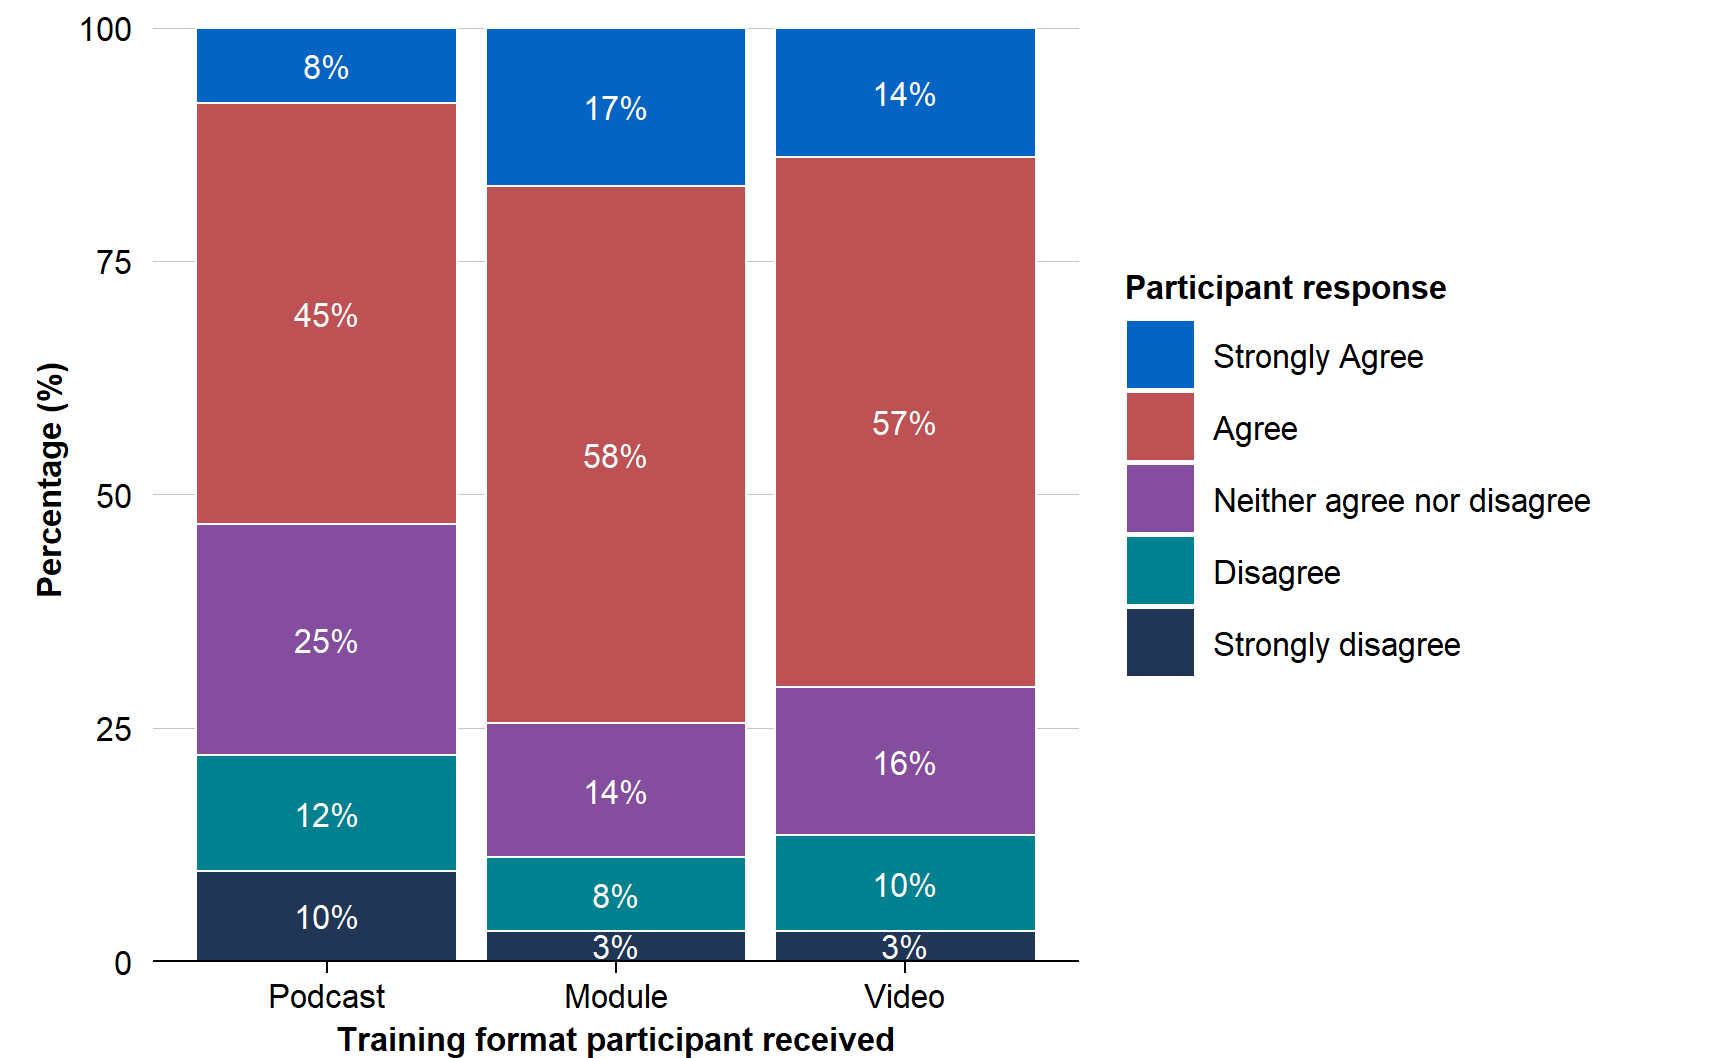 100
75
50
25
0
Percentage (%)
8%
45%
25%
12%
10%
17%
58%
14%
8%
3%
14%
57%
16%
10%
3%
Podcast
Module
Video
Training format participant received
Participant response
Strongly Agree
Agree
Neither agree nor disagree
Disagree
Strongly disagree